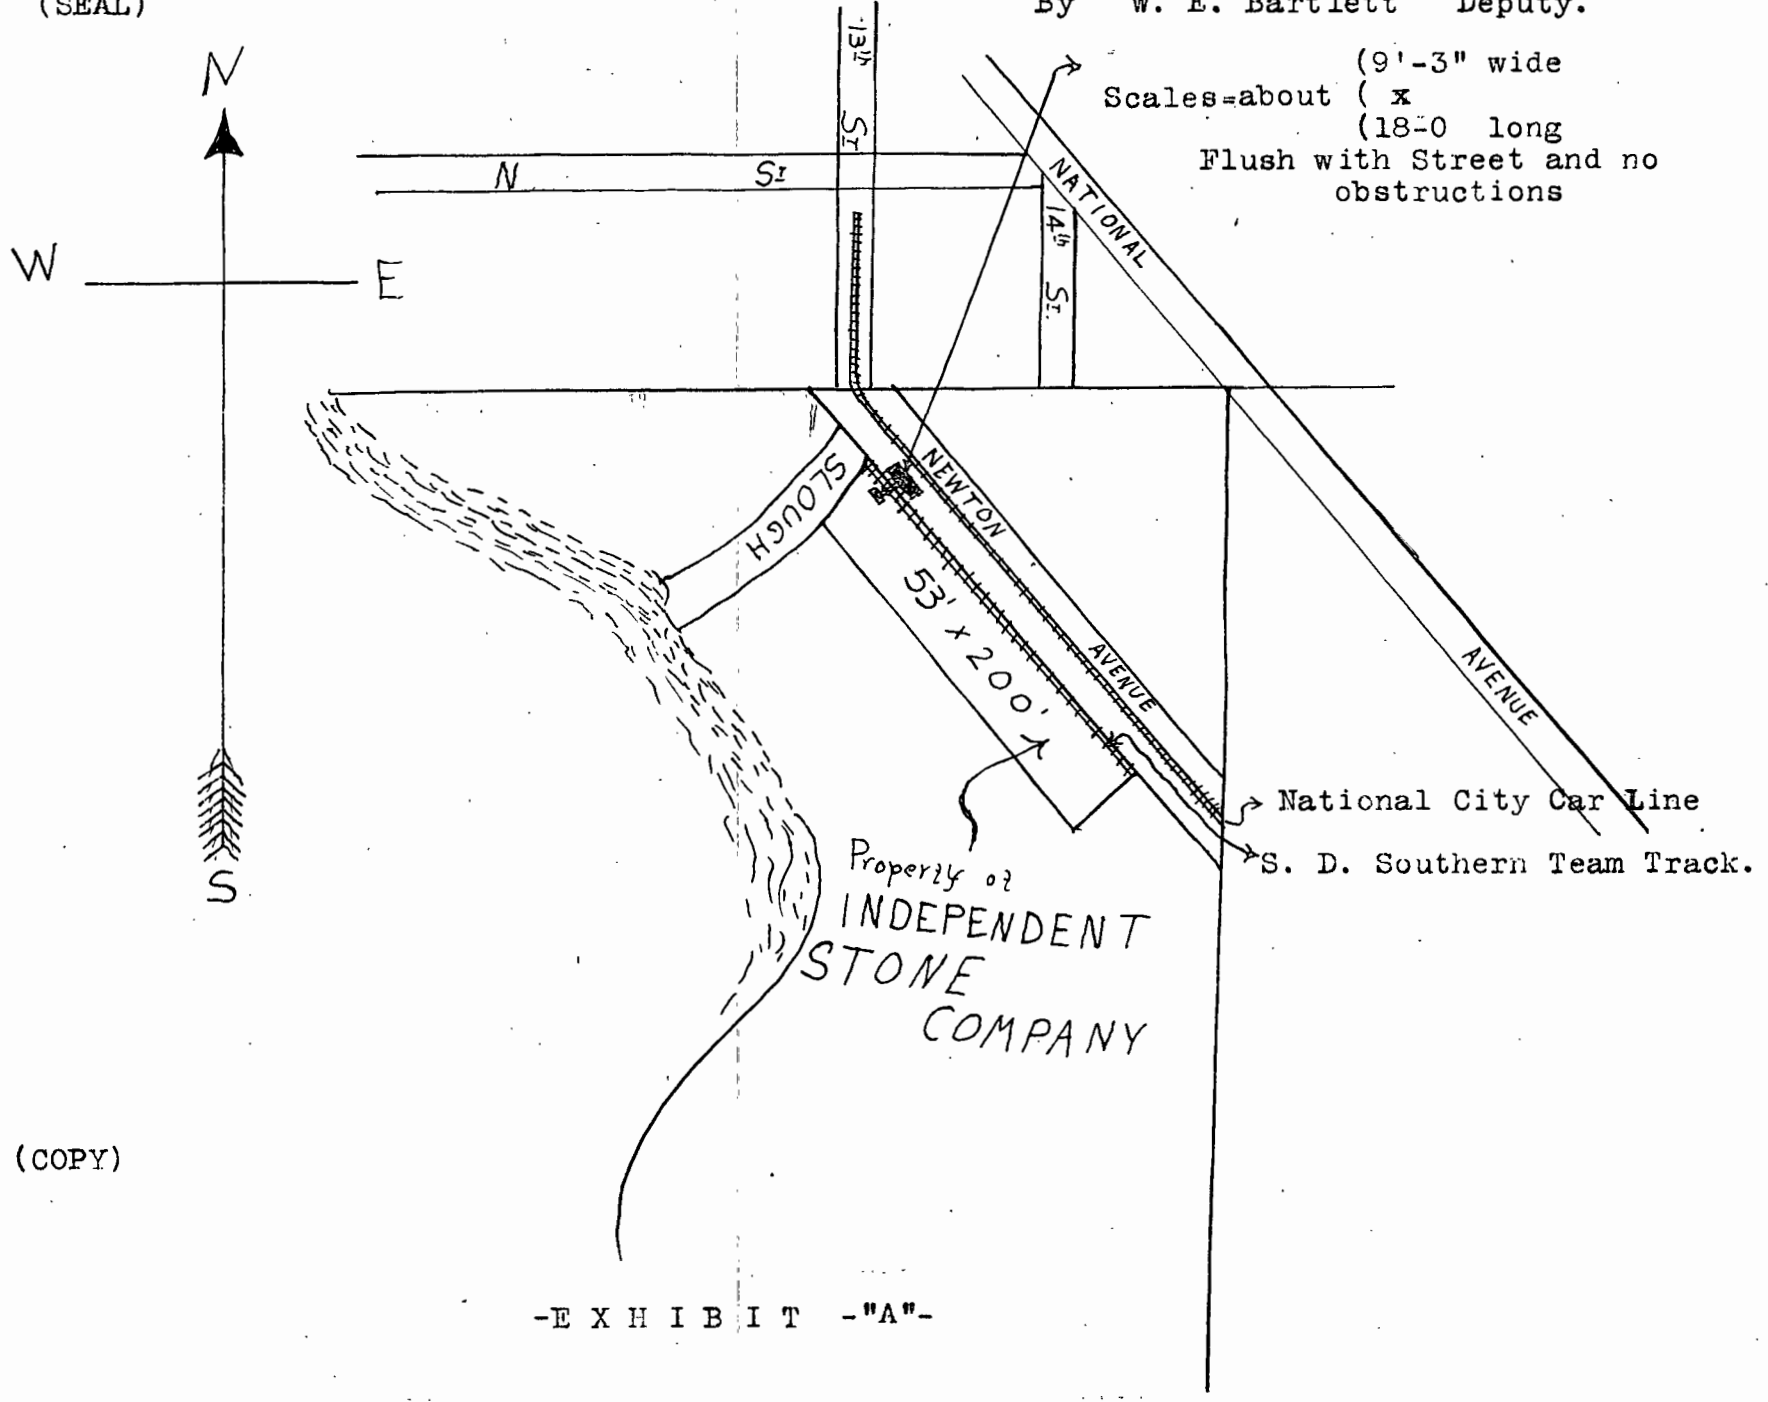 (SEAL)
By W. E. Bartlett Deputy.
(9'-3" wide
Scales=about ( x
(18-0 long
Flush with Street and no
obstructions
N
W
E
S
13th St
N St
14th St.
NATIONAL
AVENUE
NEWTON
AVENUE
SLOUGH
53' x 200'
National City Car Line
S. D. Southern Team Track.
Property of
INDEPENDENT
STONE
COMPANY
(COPY)
-E X H I B I T -"A"-